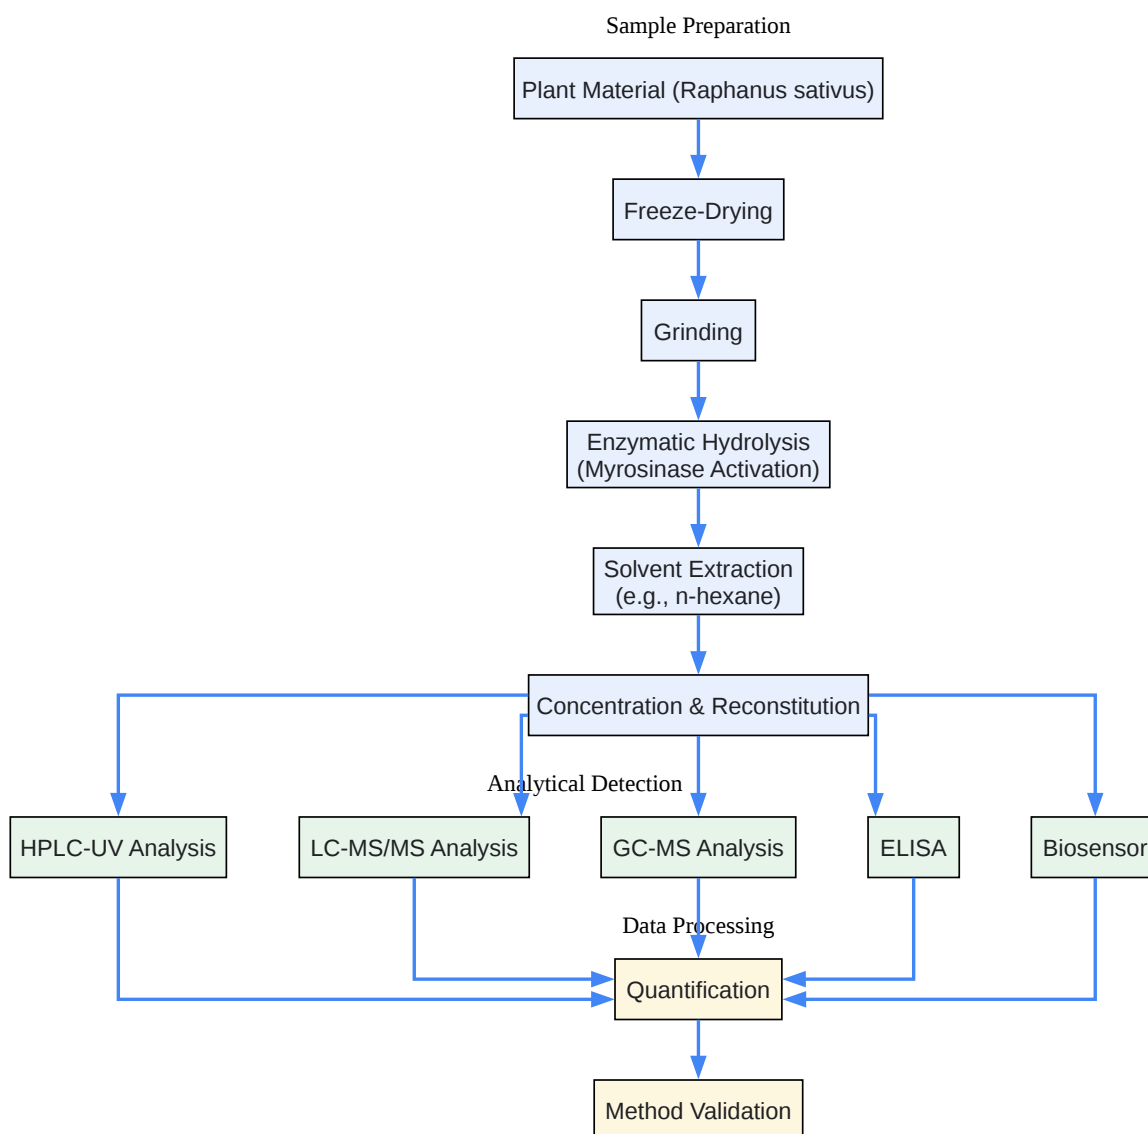 Sample Preparation
Plant Material (Raphanus sativus)
Freeze-Drying
Grinding
Enzymatic Hydrolysis
(Myrosinase Activation)
Solvent Extraction
(e.g., n-hexane)
Concentration & Reconstitution
Analytical Detection
HPLC-UV Analysis
LC-MS/MS Analysis
GC-MS Analysis
ELISA
Biosensor
Data Processing
Quantification
Method Validation